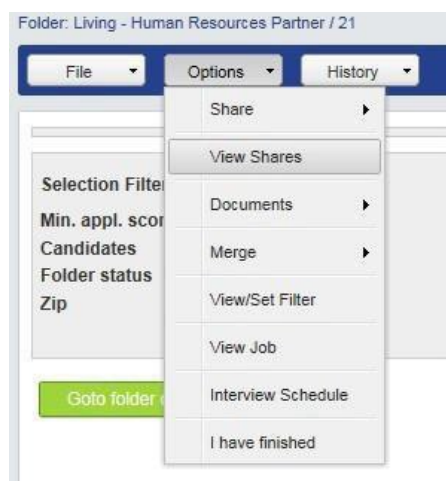 Folder: Living - Human Resources Partner / 21
File Options History
Share
View Shares
Selection Filte
Documents
Min. appl. scor
Candidates
Merge
Folder status
View/Set Filter
Zip
View Job
Goto folder
Interview Schedule
I have finished